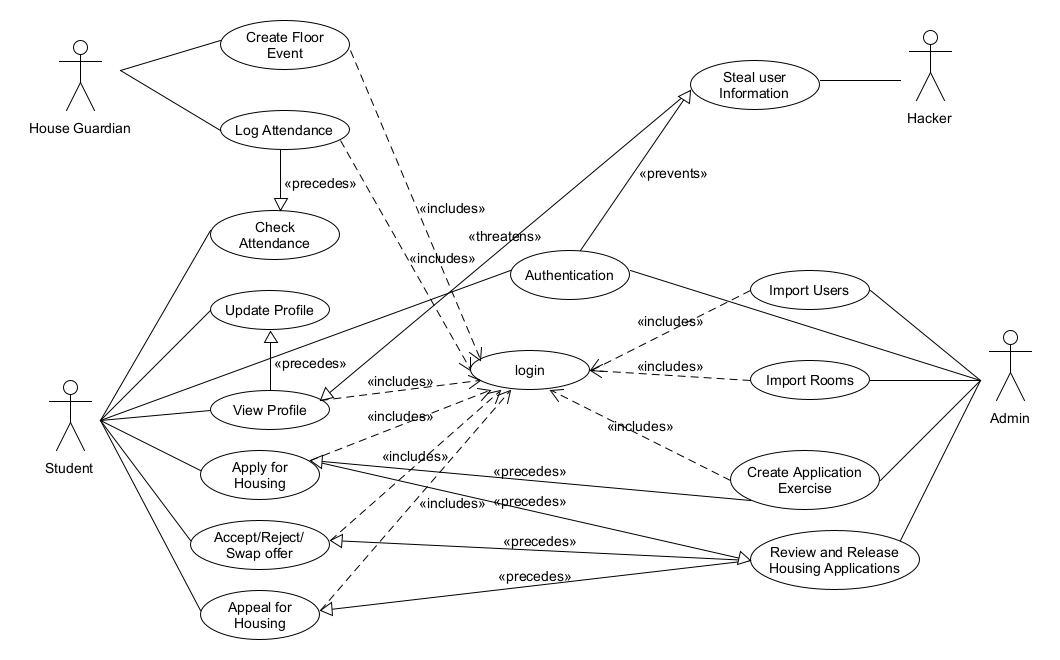 Create Floor
Event
House Guardian
Steal user
Information
Hacker
Log Attendance
«precedes»
«prevents»
«includes»
Check
Attendance
«threatens»
«includes»
Authentication
Import Users
Update Profile
«includes»
«precedes»
login
«includes»
«includes»
Import Rooms
View Profile
Admin
Student
«includes»
«includes»
«includes»
Apply for
Housing
«precedes»
Create Application
Exercise
«includes»
«precedes»
Accept/Reject/
Swap offer
«precedes»
Review and Release
Housing Applications
«precedes»
Appeal for
Housing